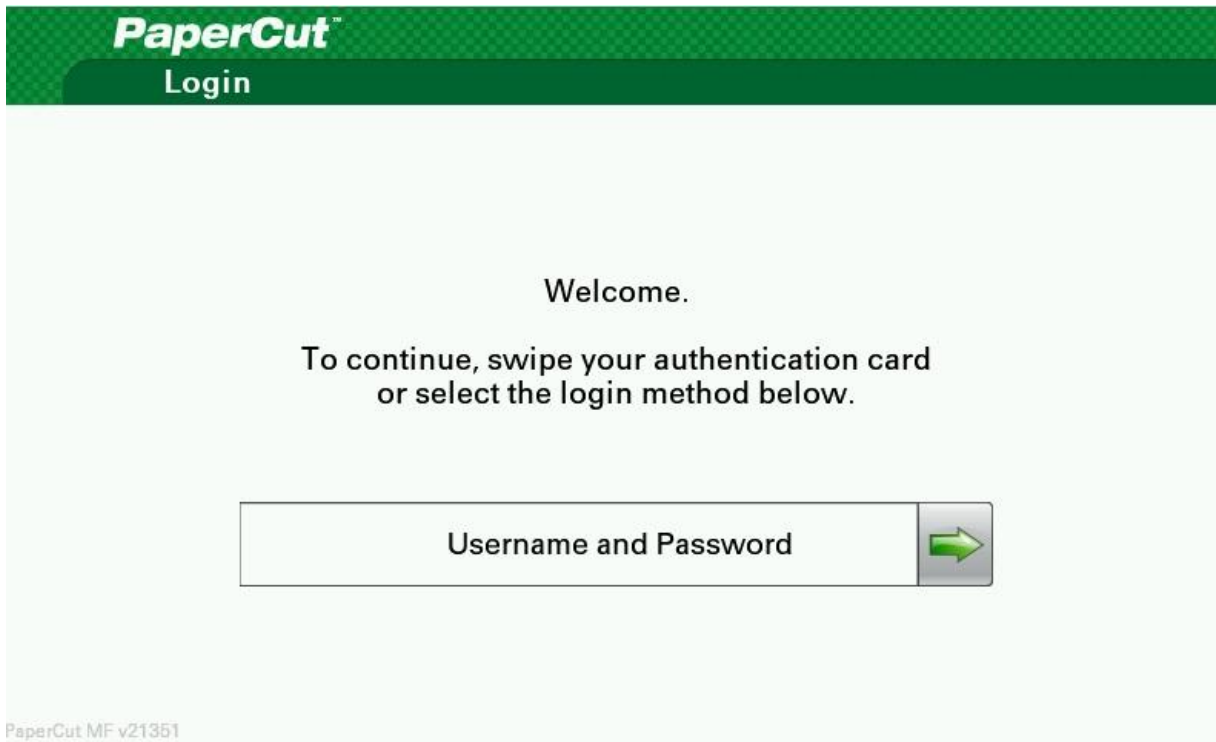 PaperCut™
Login
Welcome.
To continue, swipe your authentication card
or select the login method below.
Username and Password
PaperCut MF v21351